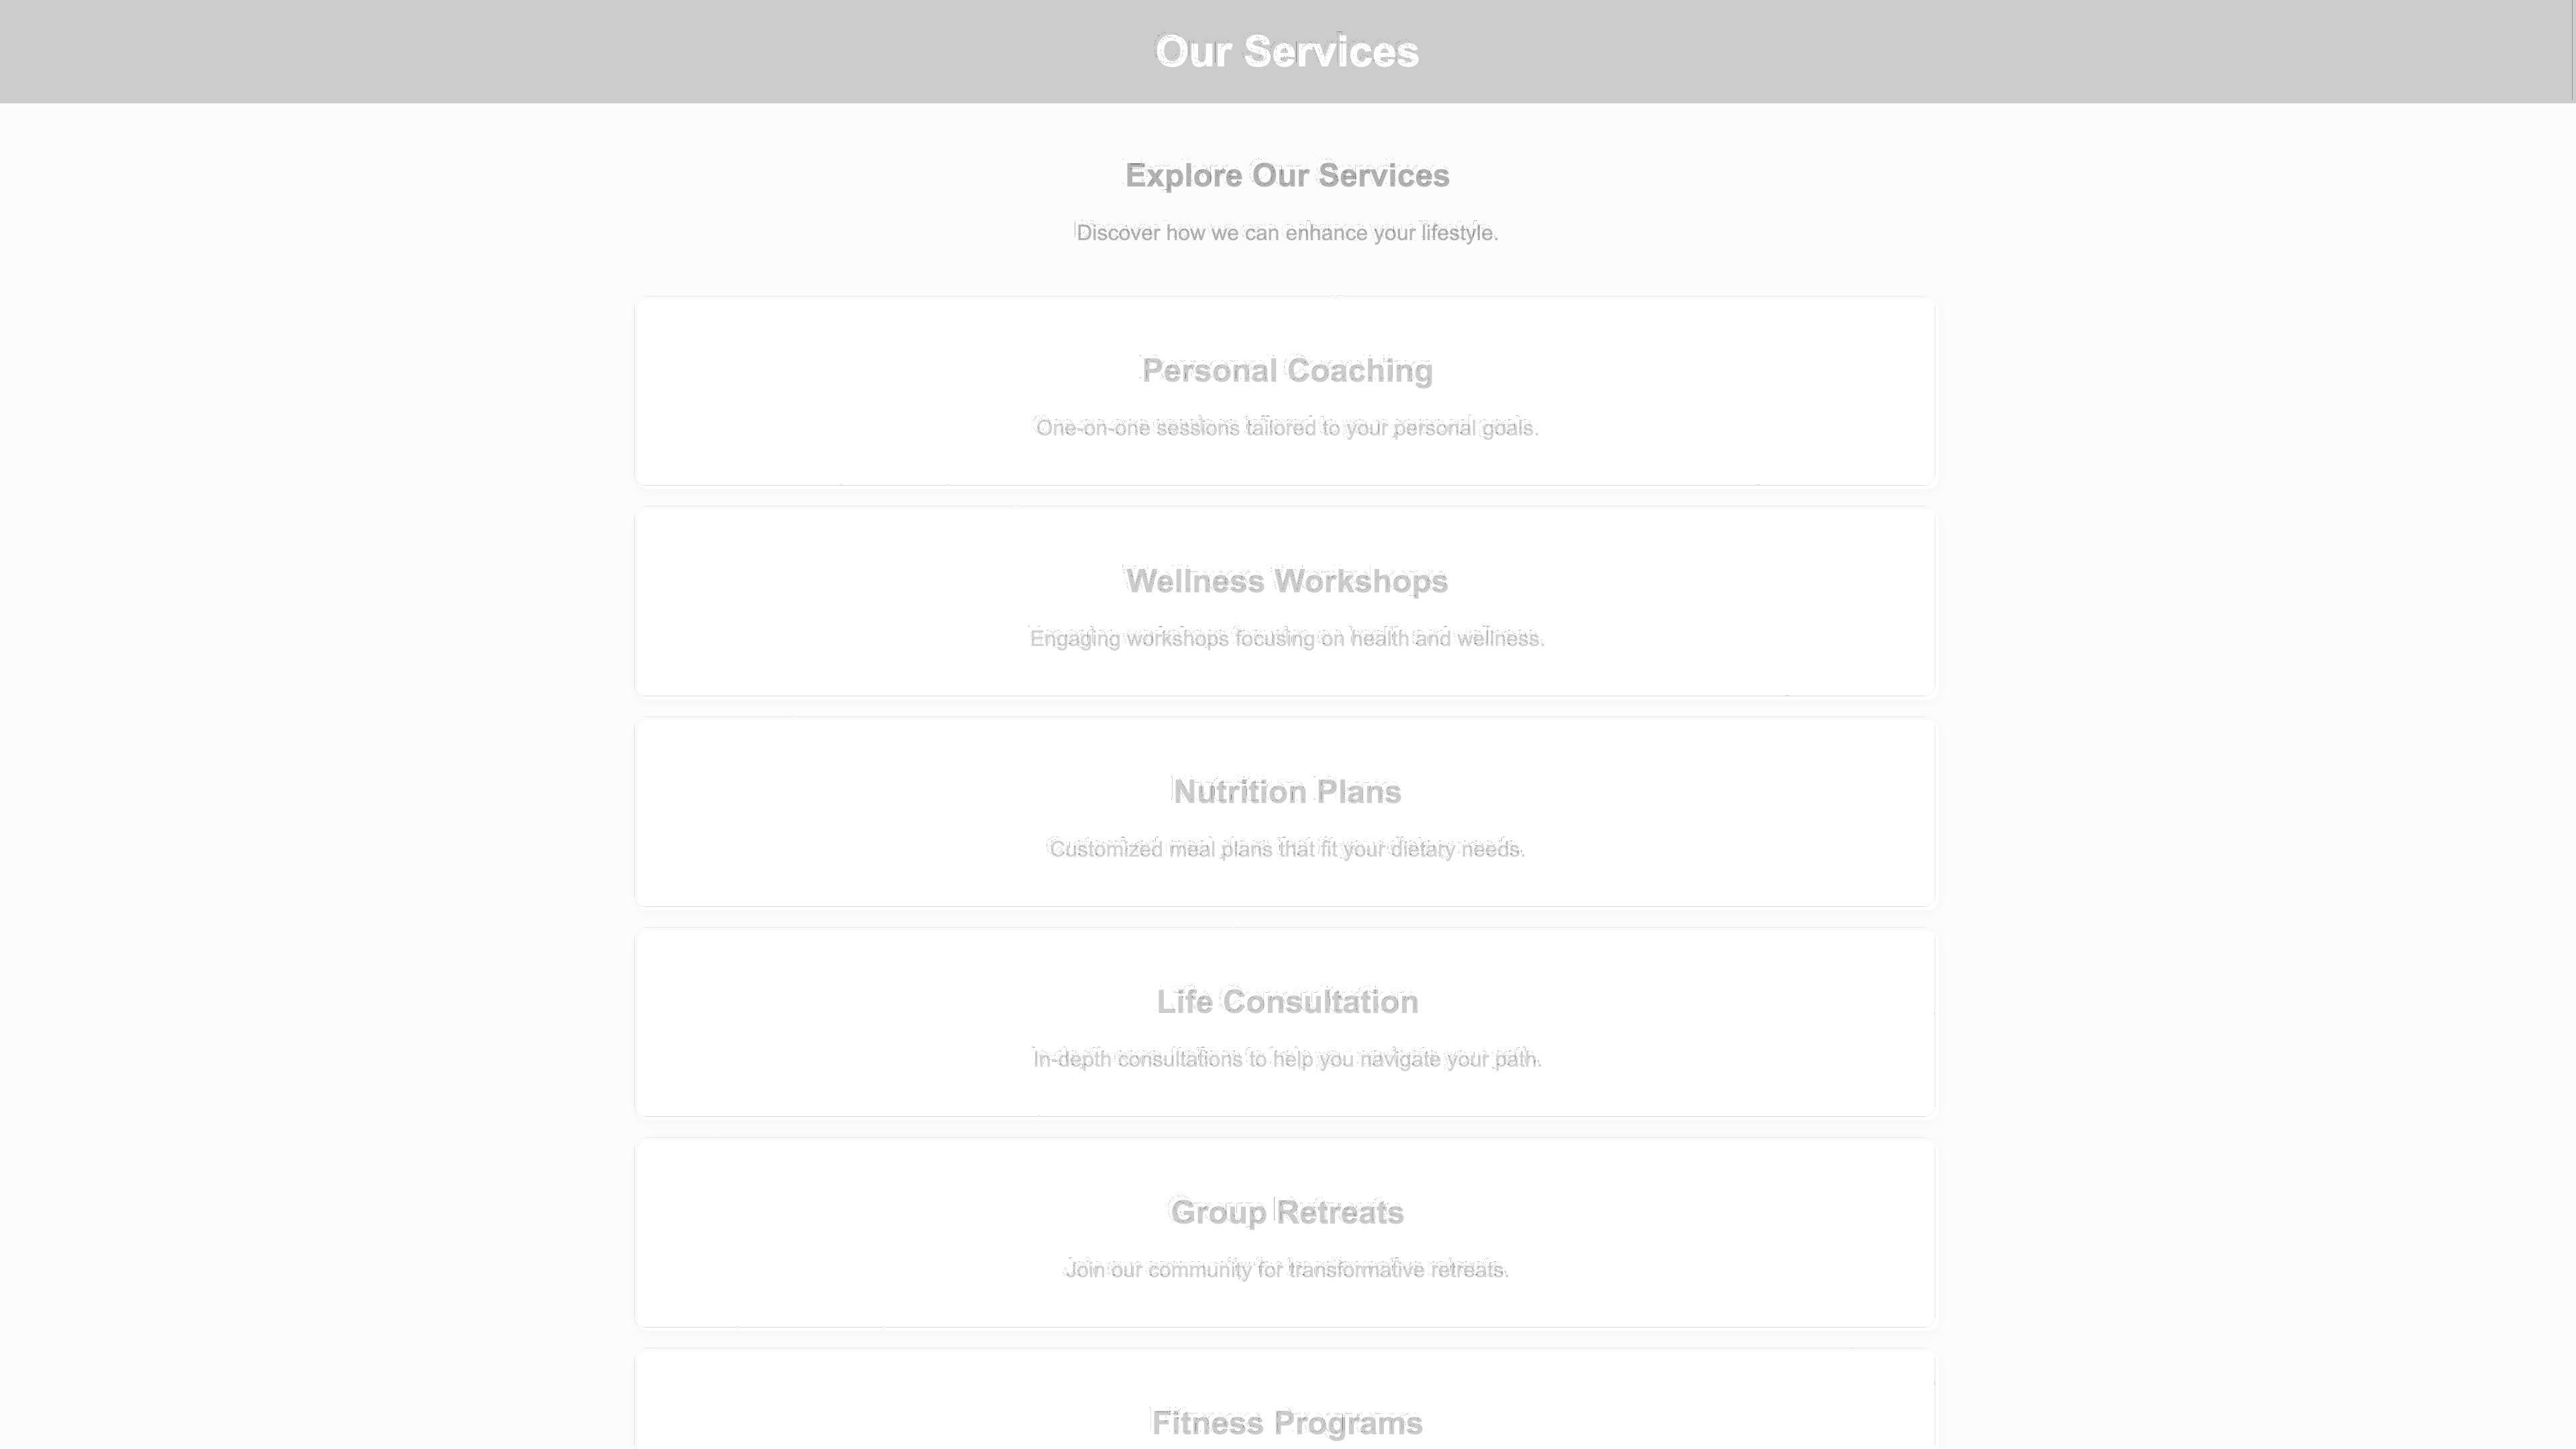 Our Services
Explore Our Services
Discover how we can enhance your lifestyle.
Personal Coaching
One-on-one sessions tailored to your personal goals.
Wellness Workshops
Engaging workshops focusing on health and wellness.
Nutrition Plans
Customized meal plans that fit your dietary needs.
Life Consultation
In-depth consultations to help you navigate your path.
Group Retreats
Join our community for transformative retreats.
Fitness Programs